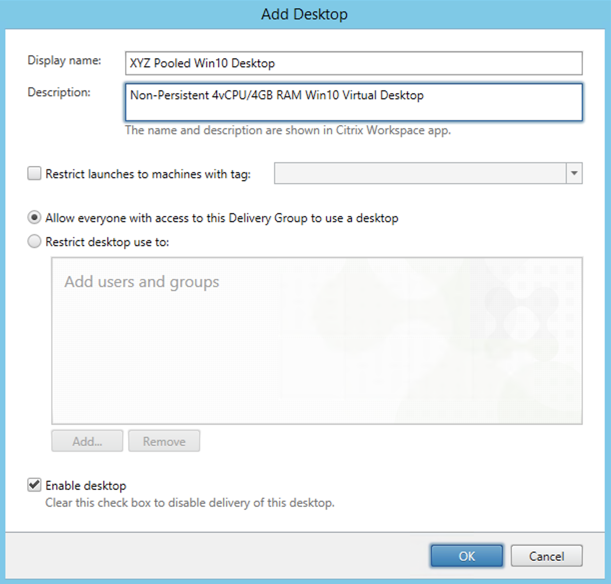 Add Desktop
Display name:
XYZ Pooled Win10 Desktop
Description:
Non-Persistent 4vCPU/4GB RAM Win10 Virtual Desktop
The name and description are shown in Citrix Workspace app.
Restrict launches to machines with tag:
Allow everyone with access to this Delivery Group to use a desktop
Restrict desktop use to:
Add users and groups
Add...
Remove
Enable desktop
Clear this check box to disable delivery of this desktop.
OK
Cancel